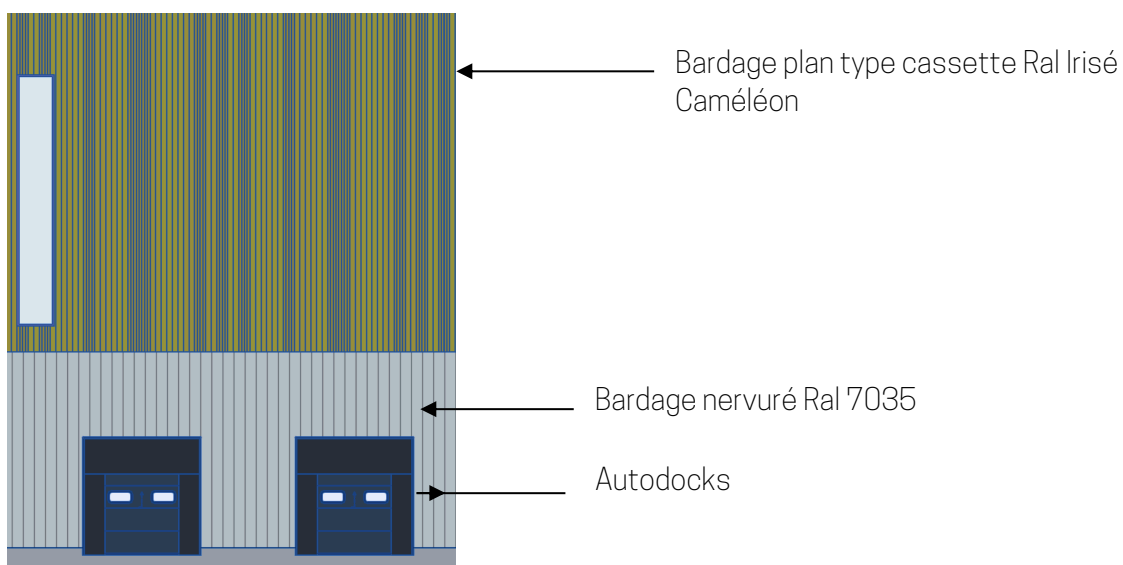 Bardage plan type cassette Ral Irisé
Caméléon
Bardage nervuré Ral 7035
Autodocks